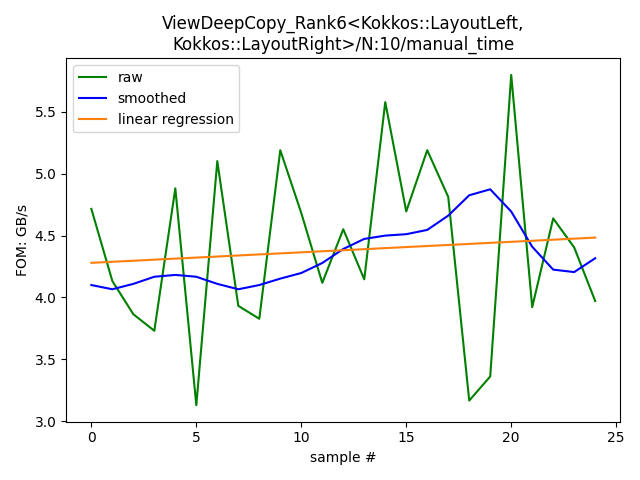 ViewDeepCopy_Rank6<Kokkos::LayoutLeft,
Kokkos::LayoutRight>/N:10/manual_time
raw
smoothed
linear regression
FOM: GB/s
5.5
5.0
4.5
4.0
3.5
3.0
0 5 10 15 20 25
sample #